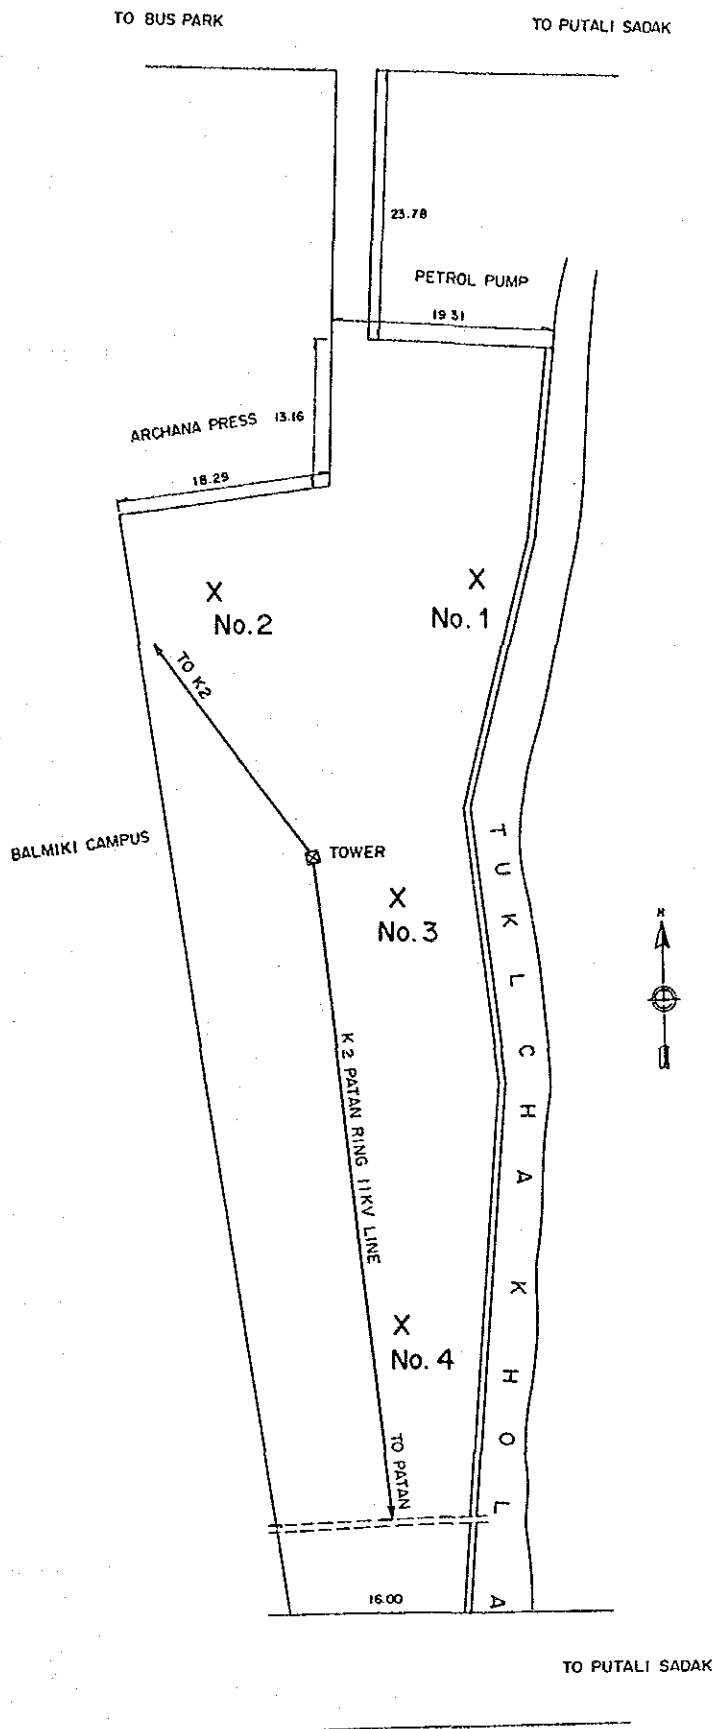 TO BUS PARK
TO PUTALI SADAK
23.78
PETROL PUMP
19.31
ARCHANA PRESS 13.16
18.29
X
No. 1
X
No. 2
TO K2
BALMIKI CAMPUS
TOWER
X
No. 3
TUKLCHA KHOLA
N
K2 PATAN RING 11KV LINE
X
No. 4
TO PATAN
16.00
TO PUTALI SADAK